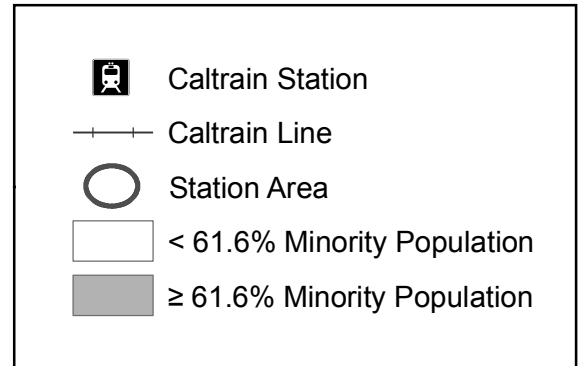 Caltrain Station
Caltrain Line
Station Area
< 61.6% Minority Population
≥ 61.6% Minority Population